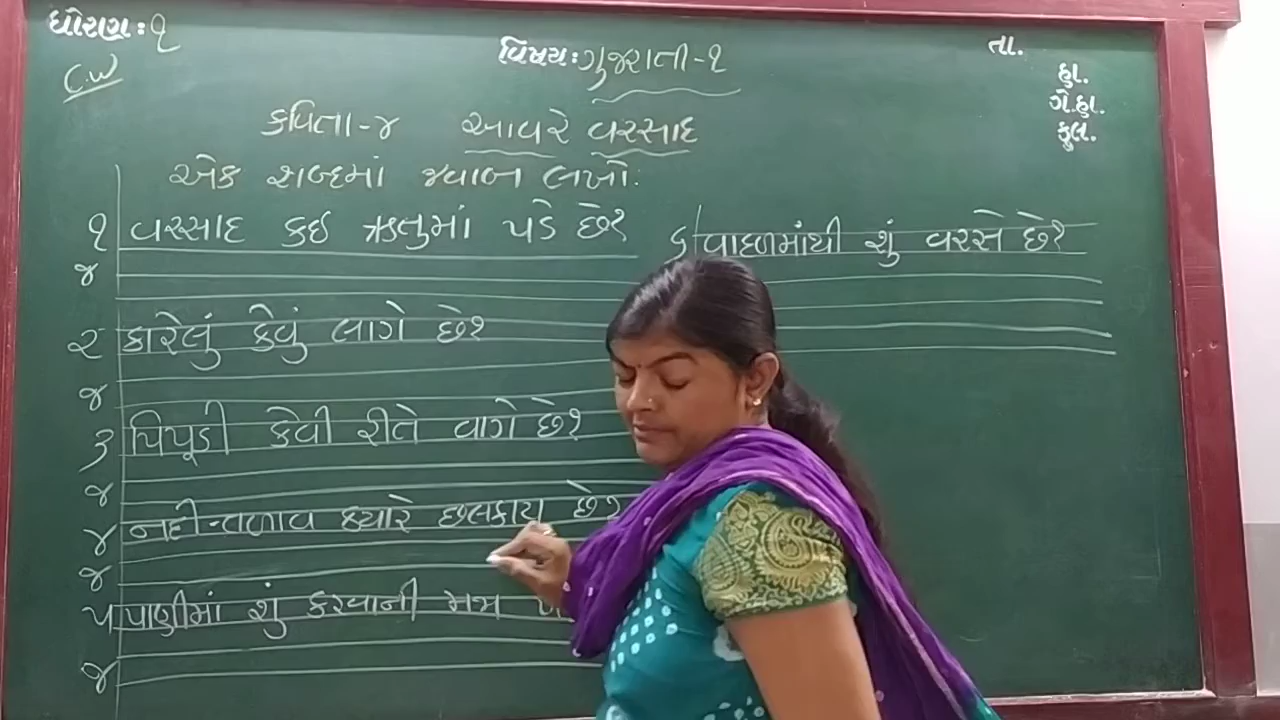 ધોરણ: ૧
વિષય: ગુજરાતી-૧
તા.
C.W
હા.
ગે.હા.
કુલ.
કવિતા-૪ આવરે વરસાદ
એક શબ્દમાં જવાબ લખો:
૧ વરસાદ કઈ ઋતુમાં પડે છે?
જ
૨ કારેલું કેવું લાગે છે?
જ
૩ પિપૂડી કેવી રીતે વાગે છે?
જ
૪ નદી-તળાવ ક્યારે છલકાય છે?
જ
૫ પાણીમાં શું કરવાની મજા
જ
૬ વાદળમાંથી શું વરસે છે?